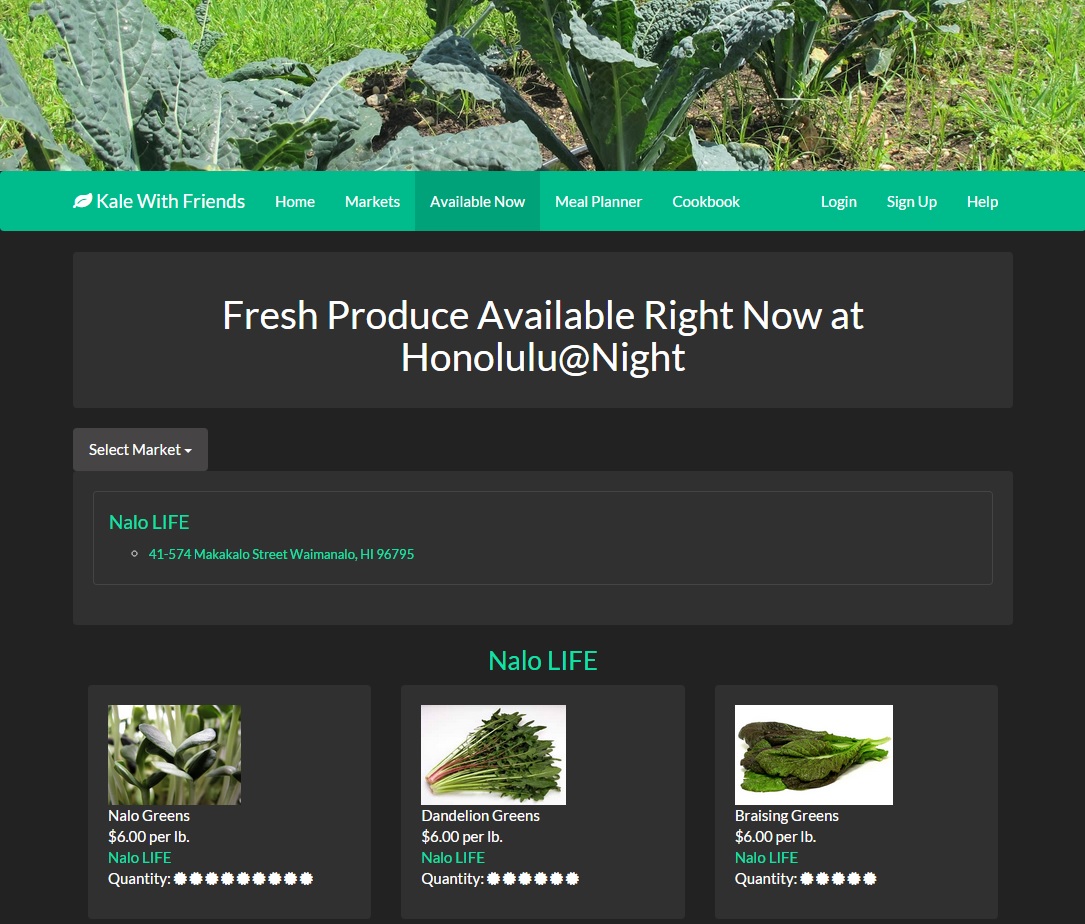 Kale With Friends Home Markets Available Now Meal Planner Cookbook Login Sign Up Help
Fresh Produce Available Right Now at
Honolulu@Night
Select Market
Nalo LIFE
41-574 Makakalo Street Waimanalo, HI 96795
Nalo LIFE
Nalo Greens
$6.00 per lb.
Nalo LIFE
Quantity:
Dandelion Greens
$6.00 per lb.
Nalo LIFE
Quantity:
Braising Greens
$6.00 per lb.
Nalo LIFE
Quantity: